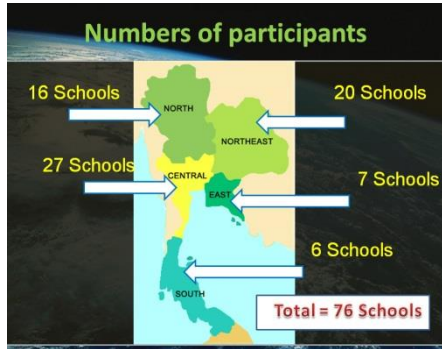 Numbers of participants
16 Schools
20 Schools
NORTH
NORTHEAST
27 Schools
CENTRAL
7 Schools
EAST
6 Schools
SOUTH
Total = 76 Schools